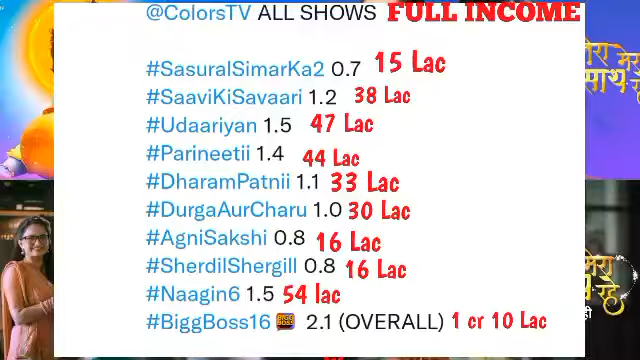 @ColorsTV ALL SHOWS FULL INCOME
#SasuralSimarKa2 0.7 15 Lac
#SaaviKiSavaari 1.2 38 Lac
#Udaariyan 1.5 47 Lac
#Parineetii 1.4 44 Lac
#DharamPatnii 1.1 33 Lac
#DurgaAurCharu 1.0 30 Lac
#AgniSakshi 0.8 16 Lac
#SherdilShergill 0.8 16 Lac
#Naagin6 1.5 54 lac
#BiggBoss16 BIGG BOSS 2.1 (OVERALL) 1 cr 10 Lac